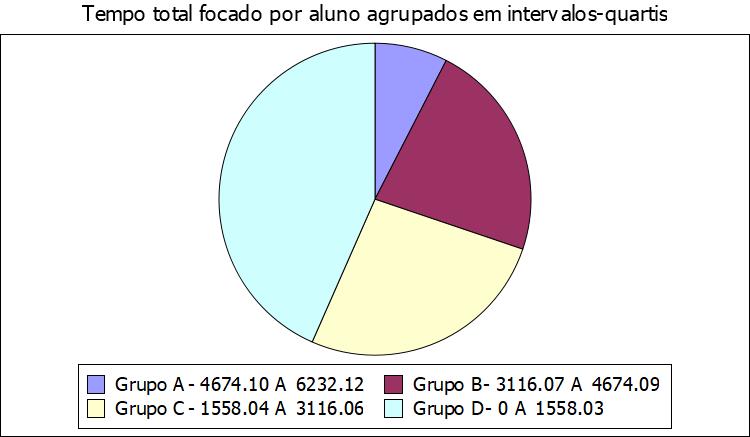 Tempo total focado por aluno agrupados em intervalos-quartis
Grupo A - 4674.10 A 6232.12
Grupo B- 3116.07 A 4674.09
Grupo C - 1558.04 A 3116.06
Grupo D- 0 A 1558.03